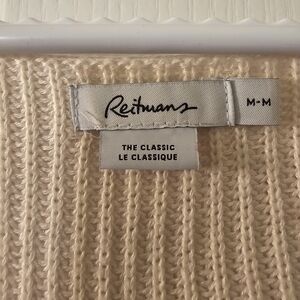 Reitmans
M-M
THE CLASSIC
LE CLASSIQUE